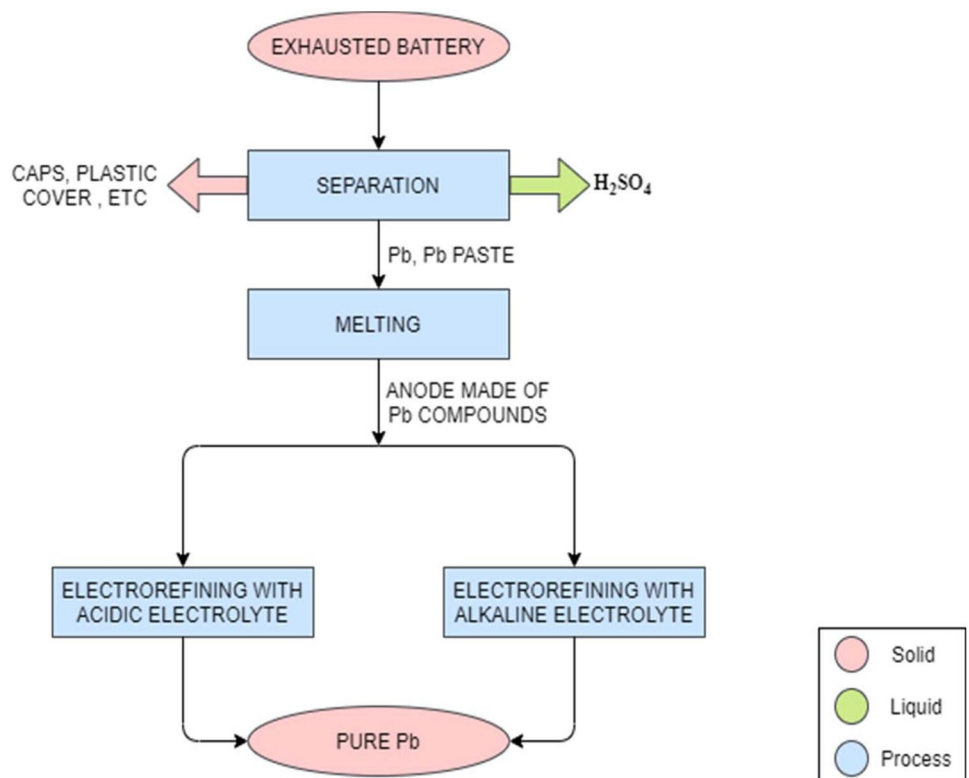 EXHAUSTED BATTERY
CAPS, PLASTIC
COVER , ETC
SEPARATION
H₂SO₄
Pb, Pb PASTE
MELTING
ANODE MADE OF
Pb COMPOUNDS
ELECTROREFINING WITH
ACIDIC ELECTROLYTE
ELECTROREFINING WITH
ALKALINE ELECTROLYTE
PURE Pb
Solid
Liquid
Process